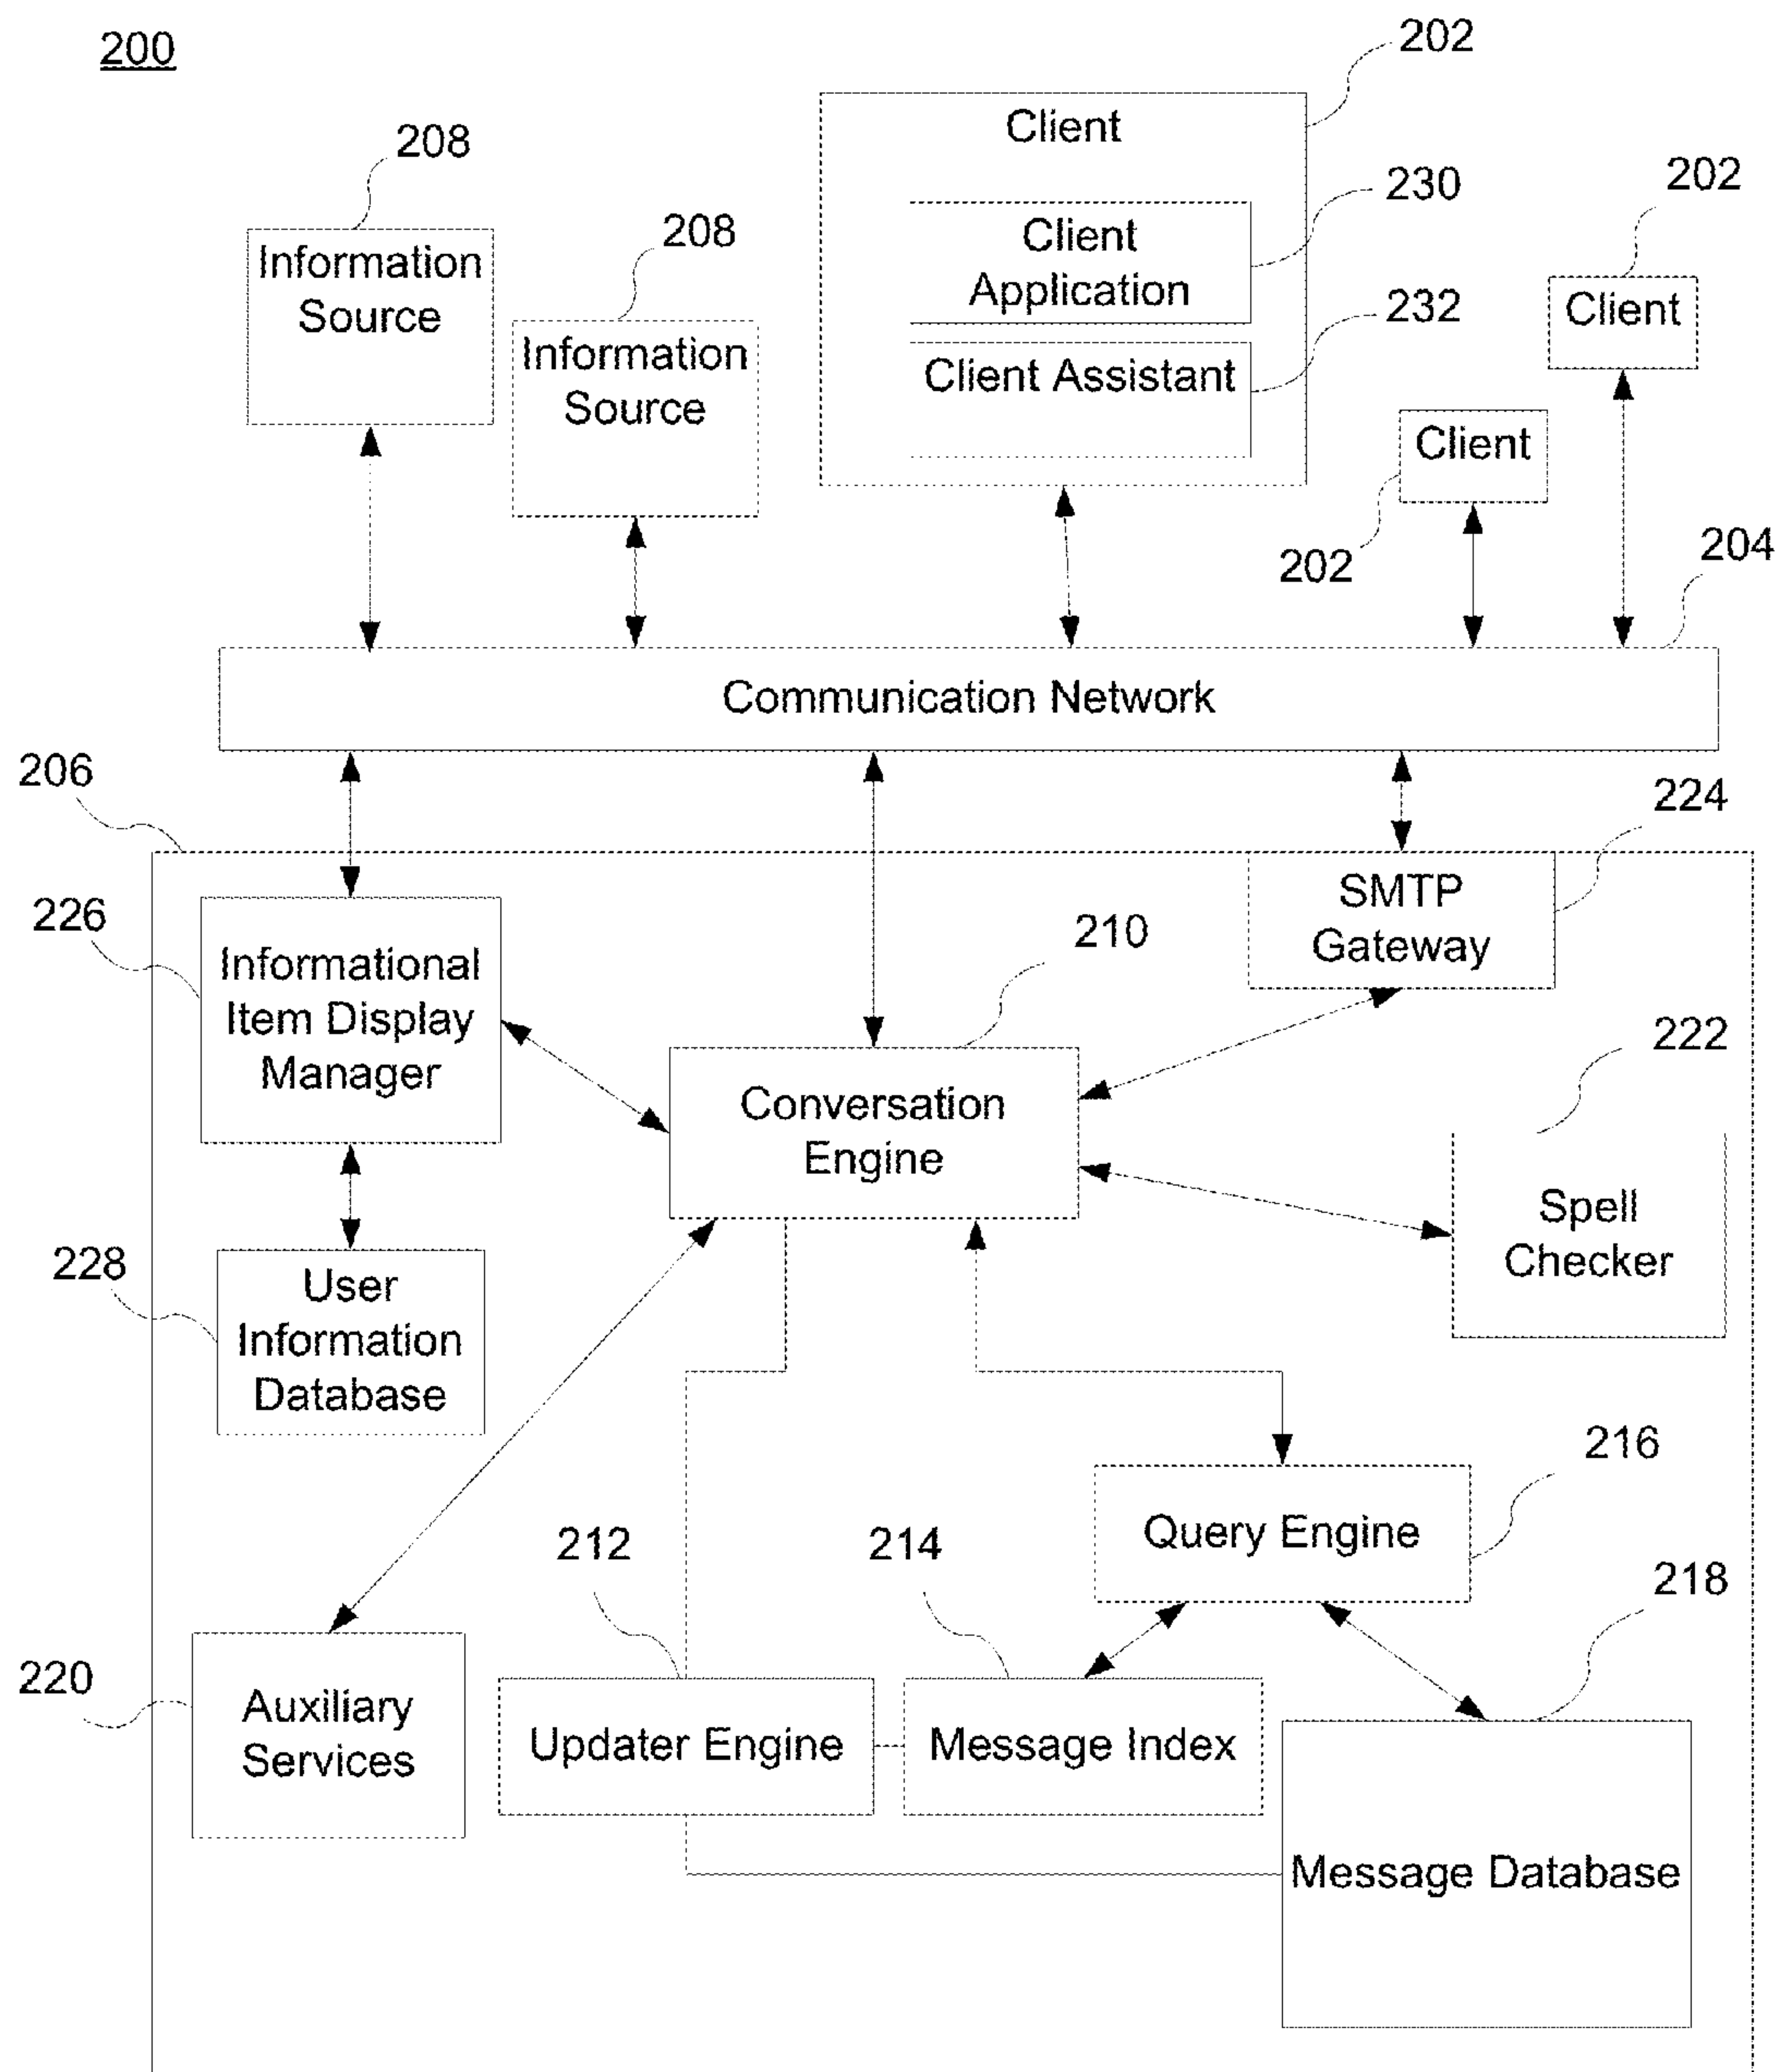 200
202
Client
208
Information
Source
208
Information
Source
230
Client
Application
232
Client Assistant
202
Client
Client
202
204
Communication Network
206
224
SMTP
Gateway
226
Informational
Item Display
Manager
210
Conversation
Engine
222
Spell
Checker
228
User
Information
Database
216
Query Engine
212
214
218
220
Auxiliary
Services
Updater Engine
Message Index
Message Database